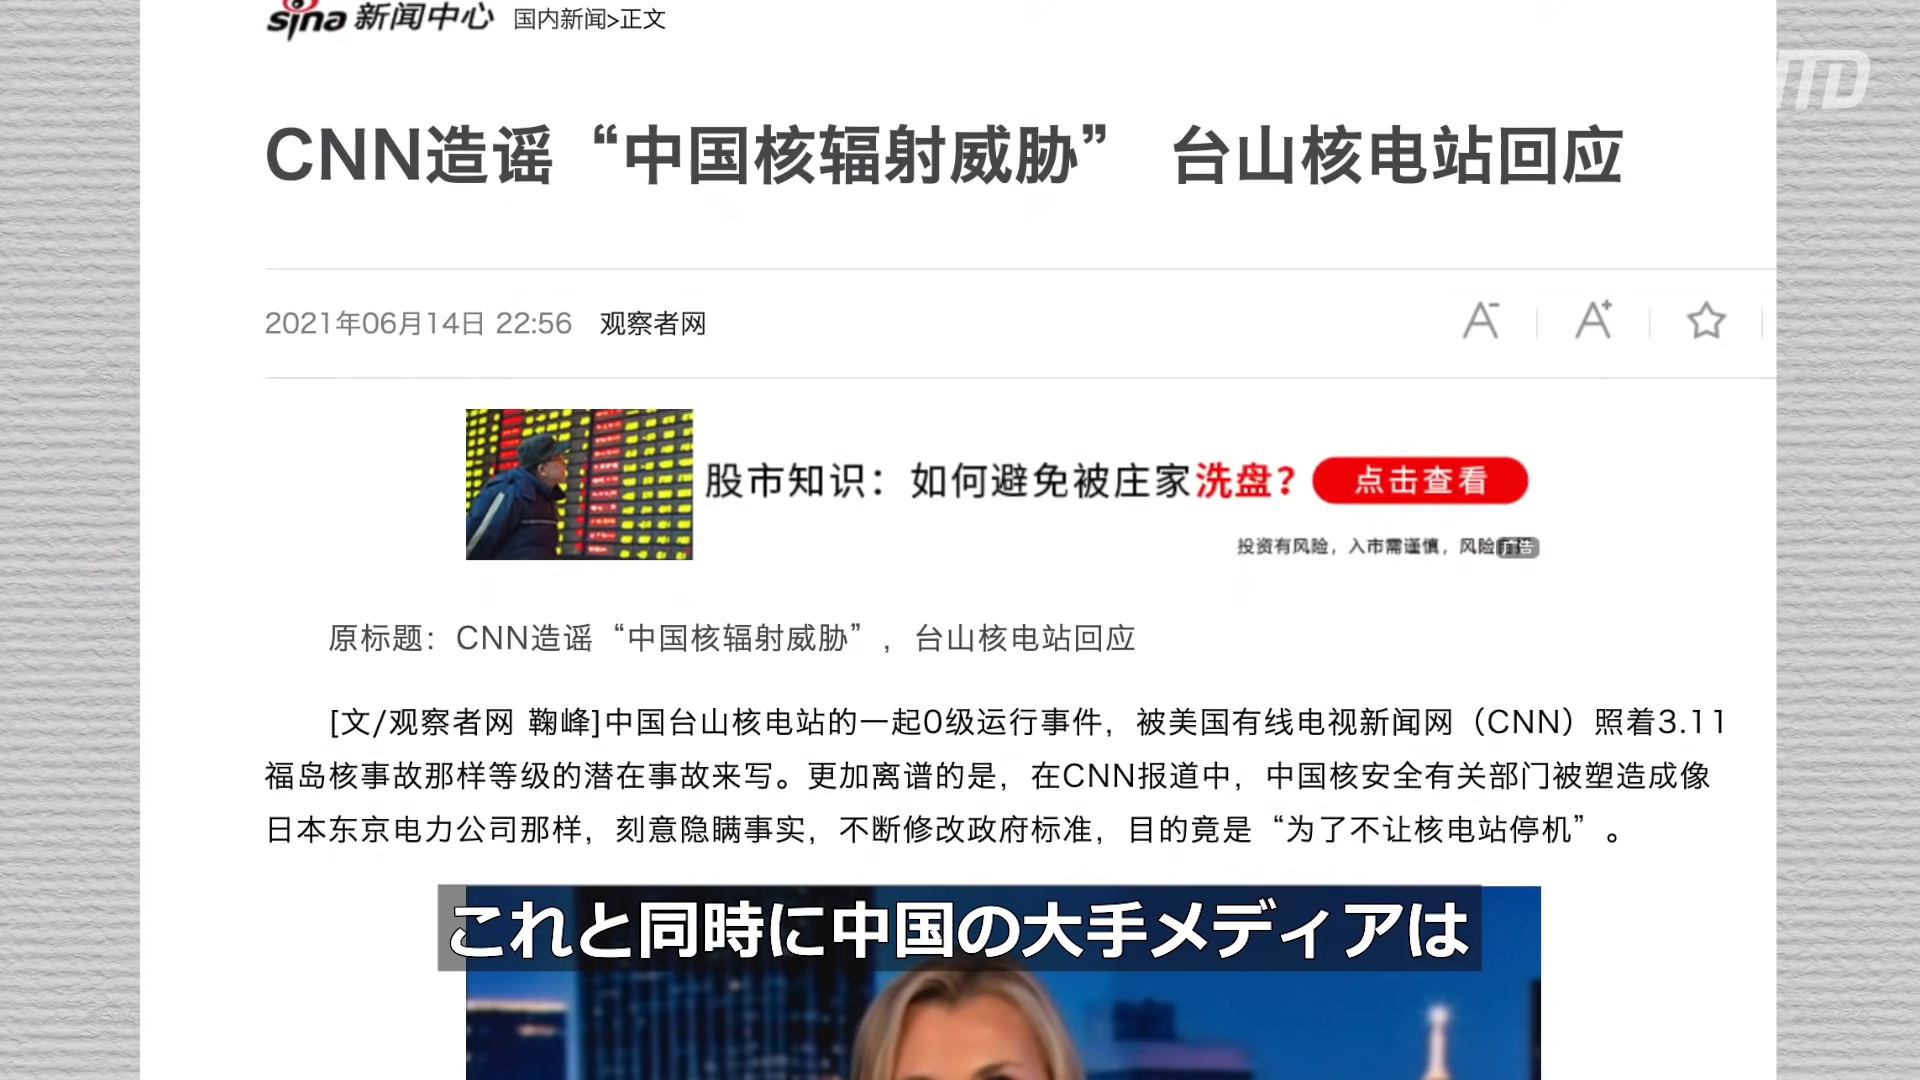 sina 新闻中心 国内新闻>正文
NTD
CNN造谣“中国核辐射威胁” 台山核电站回应
2021年06月14日 22:56 观察者网
A- A+
股市知识：如何避免被庄家洗盘？ 点击查看
投资有风险，入市需谨慎，风险 广告
原标题：CNN造谣“中国核辐射威胁”，台山核电站回应
[文/观察者网 鞠峰]中国台山核电站的一起0级运行事件，被美国有线电视新闻网（CNN）照着3.11
福岛核事故那样等级的潜在事故来写。更加离谱的是，在CNN报道中，中国核安全有关部门被塑造成像
日本东京电力公司那样，刻意隐瞒事实，不断修改政府标准，目的竟是“为了不让核电站停机”。
これと同時に中国の大手メディアは